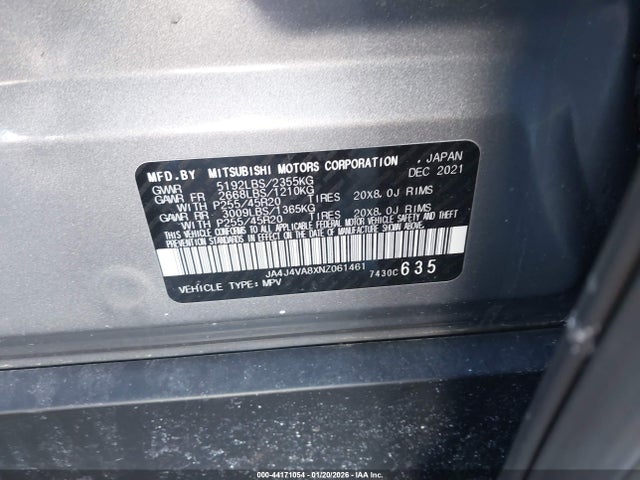 MFD.BY MITSUBISHI MOTORS CORPORATION , JAPAN
GVWR 5192LBS/2355KG DEC 2021
GAWR FR 2668LBS/1210KG
WITH P255/45R20 TIRES 20X8.0J RIMS
GAWR RR 3009LBS/1365KG
WITH P255/45R20 TIRES 20X8.0J RIMS
THIS VEHICLE CONFORMS TO ALL APPLICABLE FEDERAL MOTOR VEHICLE SAFETY AND THEFT
PREVENTION STANDARDS IN EFFECT ON THE DATE OF MANUFACTURE SHOWN ABOVE.
JA4J4VA8XNZ061461 7430C 635
VEHICLE TYPE: MPV
000-44171054 - 01/20/2026 - IAA Inc.